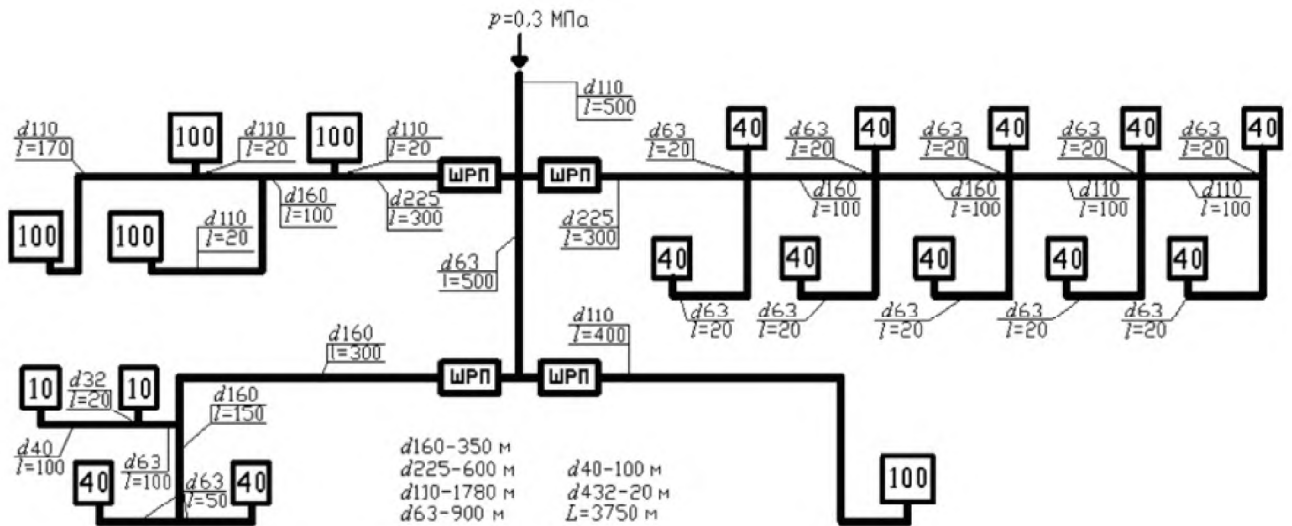 p=0,3 МПа
d110
l=500
d110
l=170
100
d110
l=20
100
d110
l=20
ШРП
ШРП
d63
l=20
40
d63
l=20
40
d63
l=20
40
d63
l=20
40
d63
l=20
40
100
100
d110
l=20
d160
l=100
d225
l=300
d225
l=300
d160
l=100
d160
l=100
d110
l=100
d110
l=100
d63
l=500
40
40
40
40
40
d63
l=20
d63
l=20
d63
l=20
d63
l=20
d63
l=20
d160
l=300
d110
l=400
ШРП
ШРП
10
d32
l=20
10
d160
l=150
d40
l=100
d63
l=100
40
d63
l=50
40
100
d160-350 м
d225-600 м
d110-1780 м
d63-900 м
d40-100 м
d432-20 м
L=3750 м